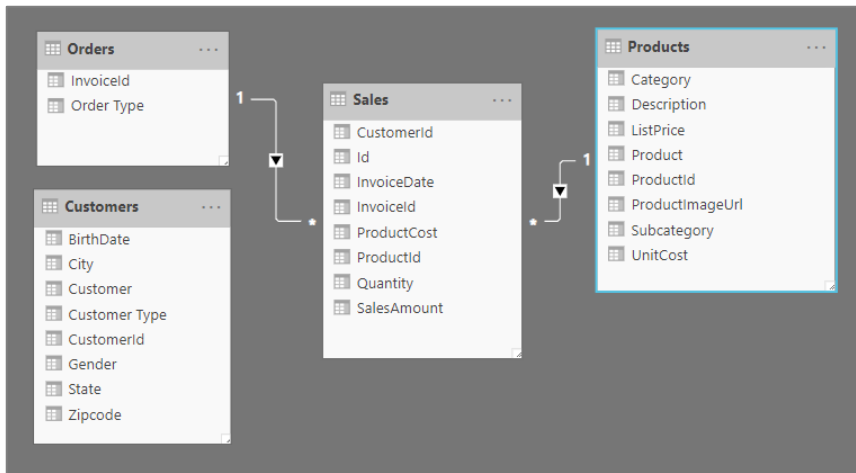 Orders
InvoiceId
Order Type
Customers
BirthDate
City
Customer
Customer Type
CustomerId
Gender
State
Zipcode
1
*
Sales
CustomerId
Id
InvoiceDate
InvoiceId
ProductCost
ProductId
Quantity
SalesAmount
*
1
Products
Category
Description
ListPrice
Product
ProductId
ProductImageUrl
Subcategory
UnitCost